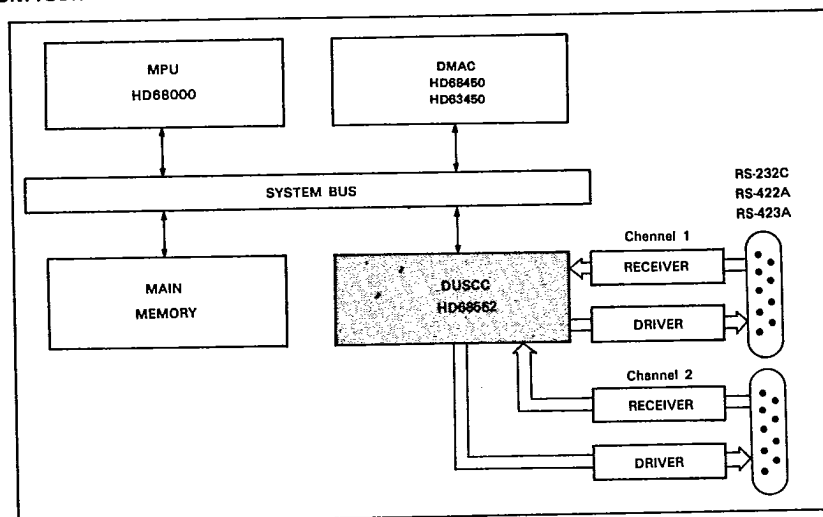 MPU
HD68000
DMAC
HD68450
HD63450
SYSTEM BUS
RS-232C
RS-422A
RS-423A
MAIN
MEMORY
DUSCC
HD68562
Channel 1
RECEIVER
DRIVER
Channel 2
RECEIVER
DRIVER